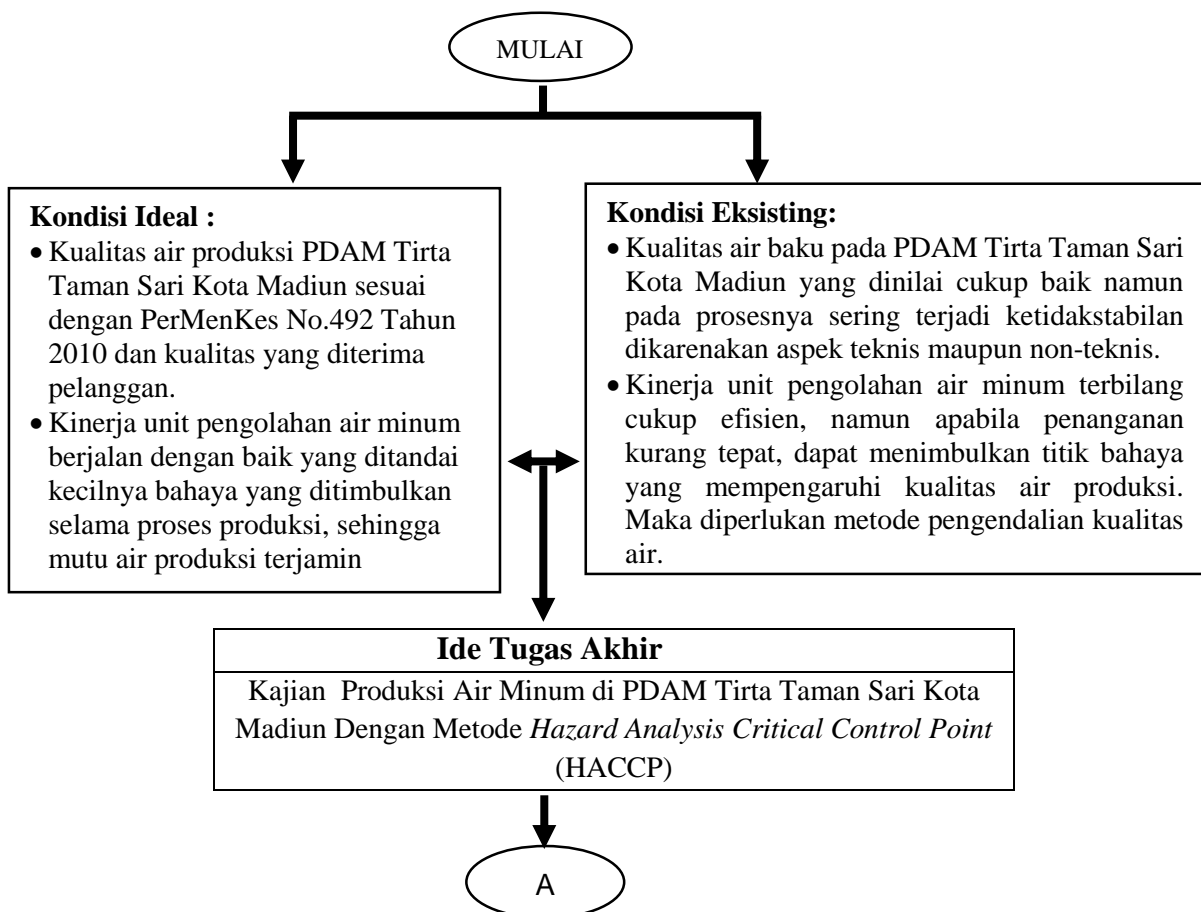 MULAI
Kondisi Ideal :
• Kualitas air produksi PDAM Tirta
Taman Sari Kota Madiun sesuai
dengan PerMenKes No.492 Tahun
2010 dan kualitas yang diterima
pelanggan.
• Kinerja unit pengolahan air minum
berjalan dengan baik yang ditandai
kecilnya bahaya yang ditimbulkan
selama proses produksi, sehingga
mutu air produksi terjamin
Kondisi Eksisting:
• Kualitas air baku pada PDAM Tirta Taman Sari
Kota Madiun yang dinilai cukup baik namun
pada prosesnya sering terjadi ketidakstabilan
dikarenakan aspek teknis maupun non-teknis.
• Kinerja unit pengolahan air minum terbilang
cukup efisien, namun apabila penanganan
kurang tepat, dapat menimbulkan titik bahaya
yang mempengaruhi kualitas air produksi.
Maka diperlukan metode pengendalian kualitas
air.
Ide Tugas Akhir
Kajian Produksi Air Minum di PDAM Tirta Taman Sari Kota
Madiun Dengan Metode Hazard Analysis Critical Control Point
(HACCP)
A